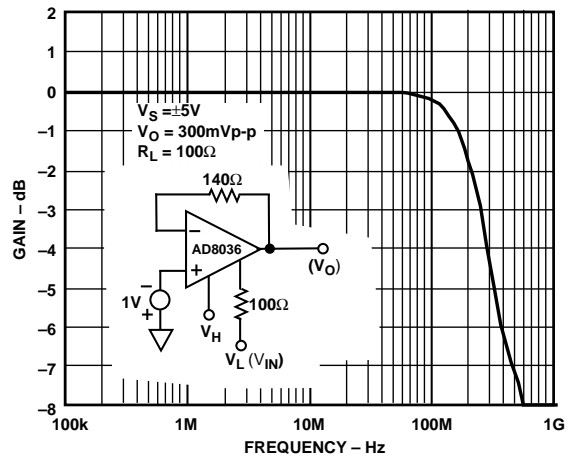 2
1
0
–1
–2
–3
–4
–5
–6
–7
–8
GAIN – dB
V_S =±5V
V_O = 300mVp-p
R_L = 100Ω
140Ω
–
AD8036
+
(V_O)
–
1V
+
100Ω
V_H
V_L (V_IN)
100k
1M
10M
100M
1G
FREQUENCY – Hz